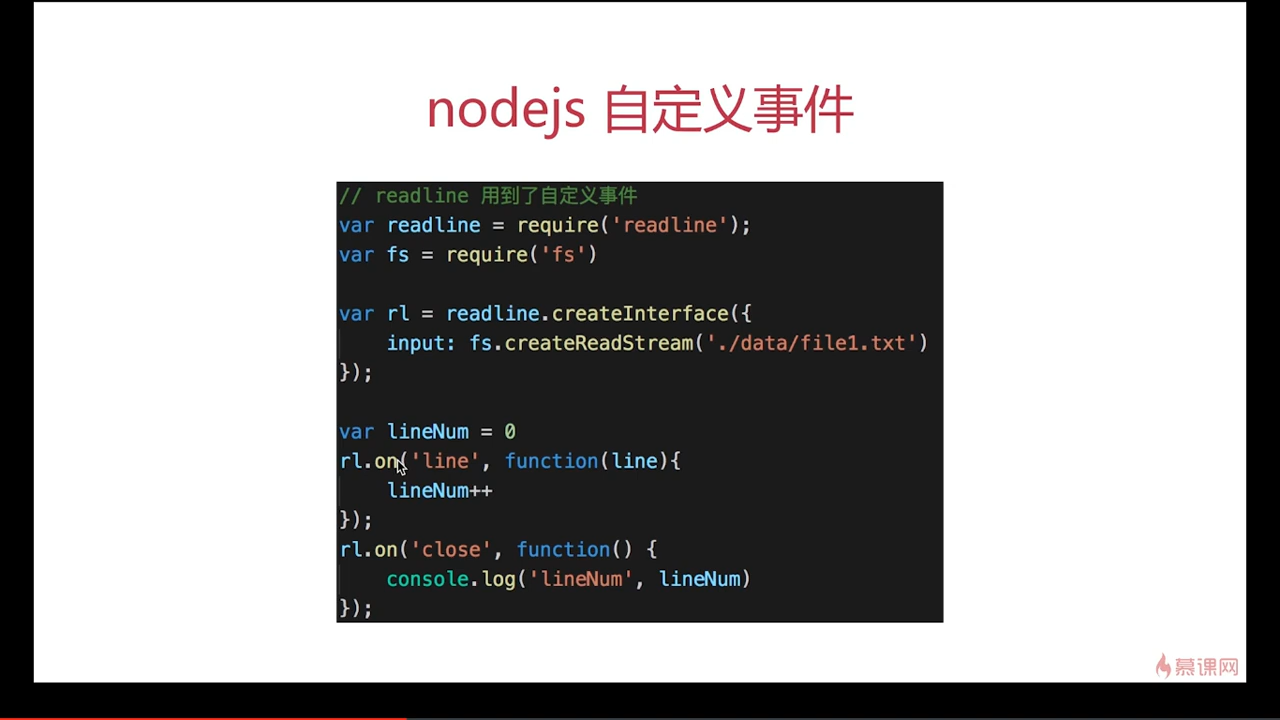 nodejs 自定义事件
// readline 用到了自定义事件
var readline = require('readline');
var fs = require('fs')
var rl = readline.createInterface({
    input: fs.createReadStream('./data/file1.txt')
});
var lineNum = 0
rl.on('line', function(line){
    lineNum++
});
rl.on('close', function() {
    console.log('lineNum', lineNum)
});
慕课网